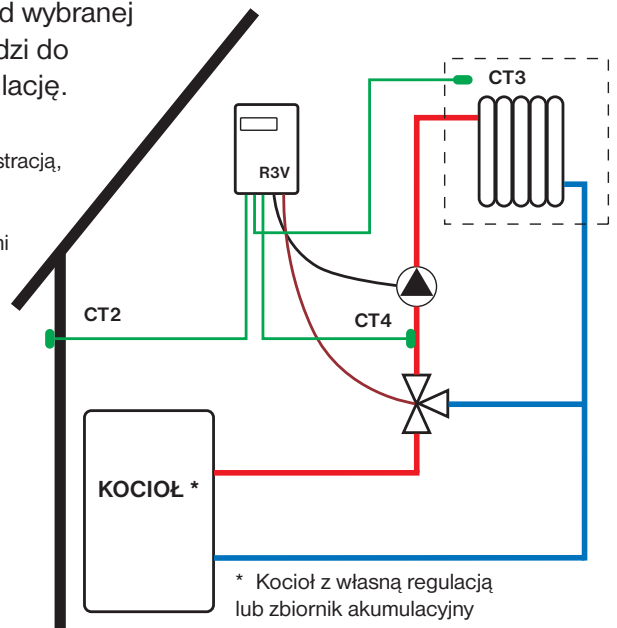 d wybranej
dzi do
lację.
stracją,
ni
CT3
R3V
CT2
CT4
KOCIOŁ *
* Kocioł z własną regulacją
lub zbiornik akumulacyjny